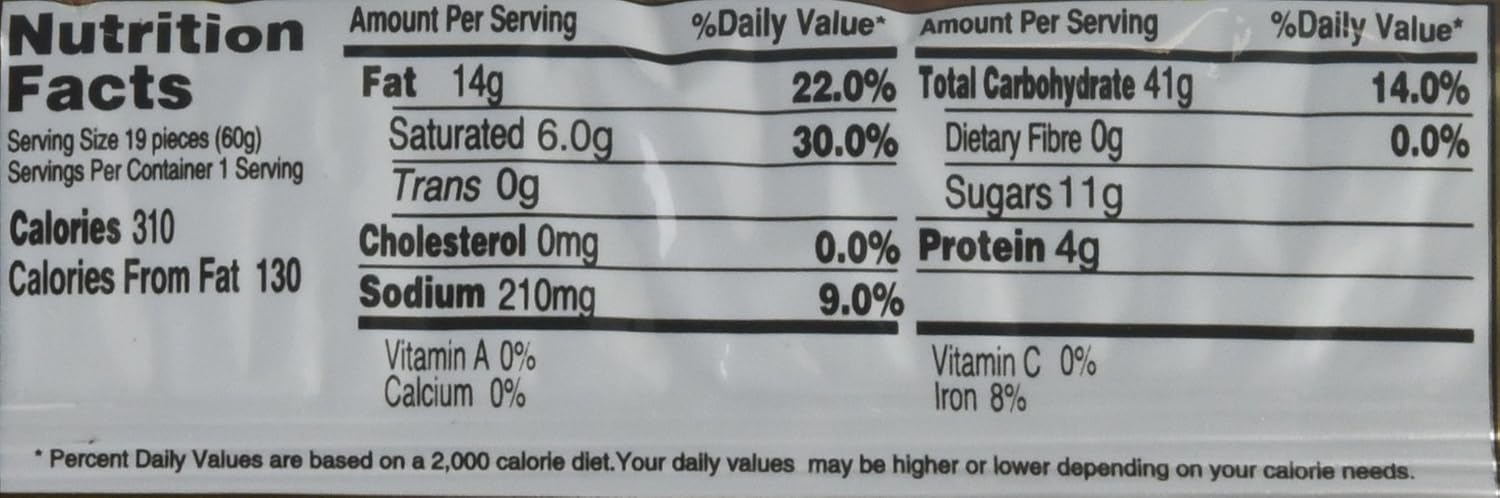 Nutrition
Facts
Serving Size 19 pieces (60g)
Servings Per Container 1 Serving
Calories 310
Calories From Fat 130
Amount Per Serving %Daily Value*
Fat 14g 22.0%
Saturated 6.0g 30.0%
Trans 0g
Cholesterol 0mg 0.0%
Sodium 210mg 9.0%
Vitamin A 0%
Calcium 0%
Amount Per Serving %Daily Value*
Total Carbohydrate 41g 14.0%
Dietary Fibre 0g 0.0%
Sugars 11g
Protein 4g
Vitamin C 0%
Iron 8%
* Percent Daily Values are based on a 2,000 calorie diet.Your daily values may be higher or lower depending on your calorie needs.